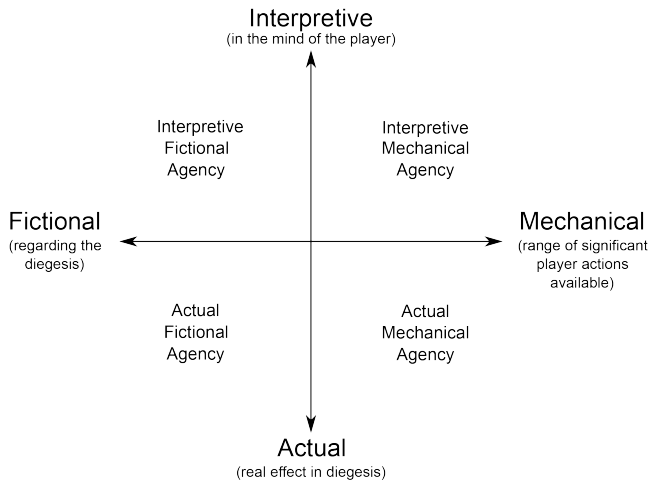 Interpretive
(in the mind of the player)
Interpretive
Fictional
Agency
Interpretive
Mechanical
Agency
Fictional
(regarding the
diegesis)
Mechanical
(range of significant
player actions
available)
Actual
Fictional
Agency
Actual
Mechanical
Agency
Actual
(real effect in diegesis)